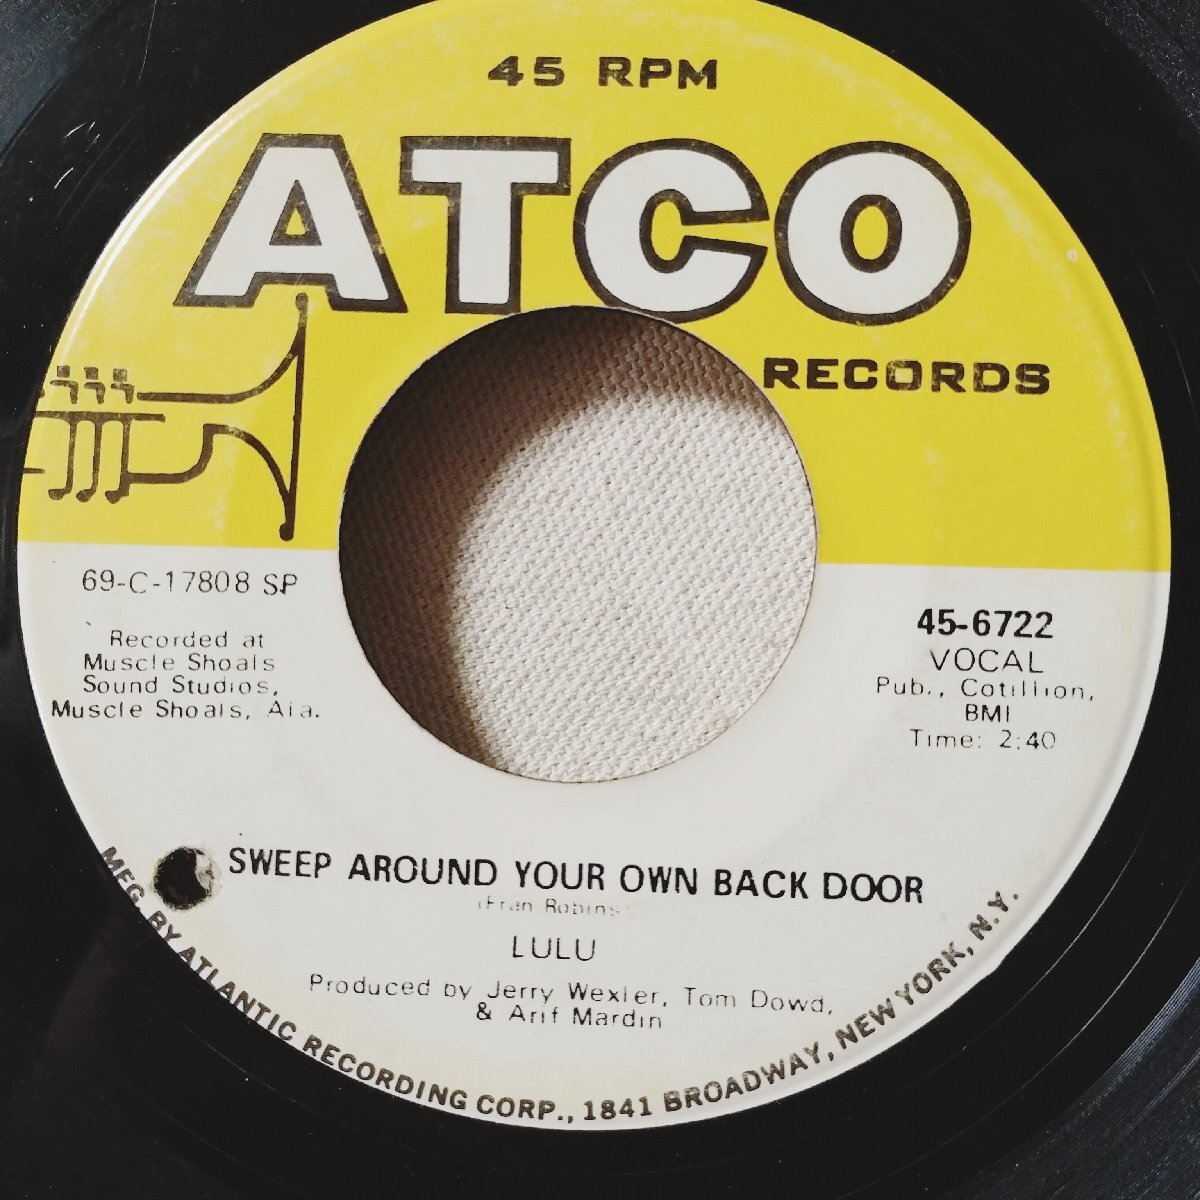 45 RPM
ATCO
RECORDS
69-C-17808 SP
Recorded at
Muscle Shoals
Sound Studios,
Muscle Shoals, Ala.
45-6722
VOCAL
Pub., Cotillion,
BMI
Time: 2:40
SWEEP AROUND YOUR OWN BACK DOOR
(Fran Robins)
LULU
Produced by Jerry Wexler, Tom Dowd,
& Arif Mardin
MFG. BY ATLANTIC RECORDING CORP., 1841 BROADWAY, NEW YORK, N.Y.